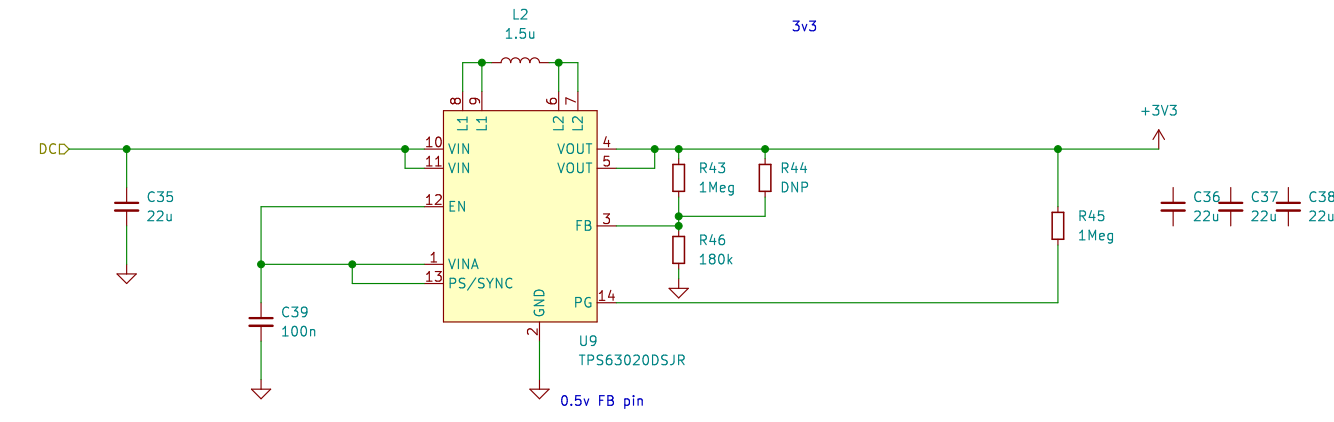 L2
1.5u
3v3
8
9
6
7
L1
L1
L2
L2
+3V3
DC
10
VIN
11
VIN
VOUT
4
VOUT
5
R43
1Meg
R44
DNP
C35
22u
12
EN
FB
3
R46
180k
R45
1Meg
C36
22u
C37
22u
C38
22u
1
VINA
13
PS/SYNC
PG
14
GND
2
C39
100n
U9
TPS63020DSJR
0.5v FB pin